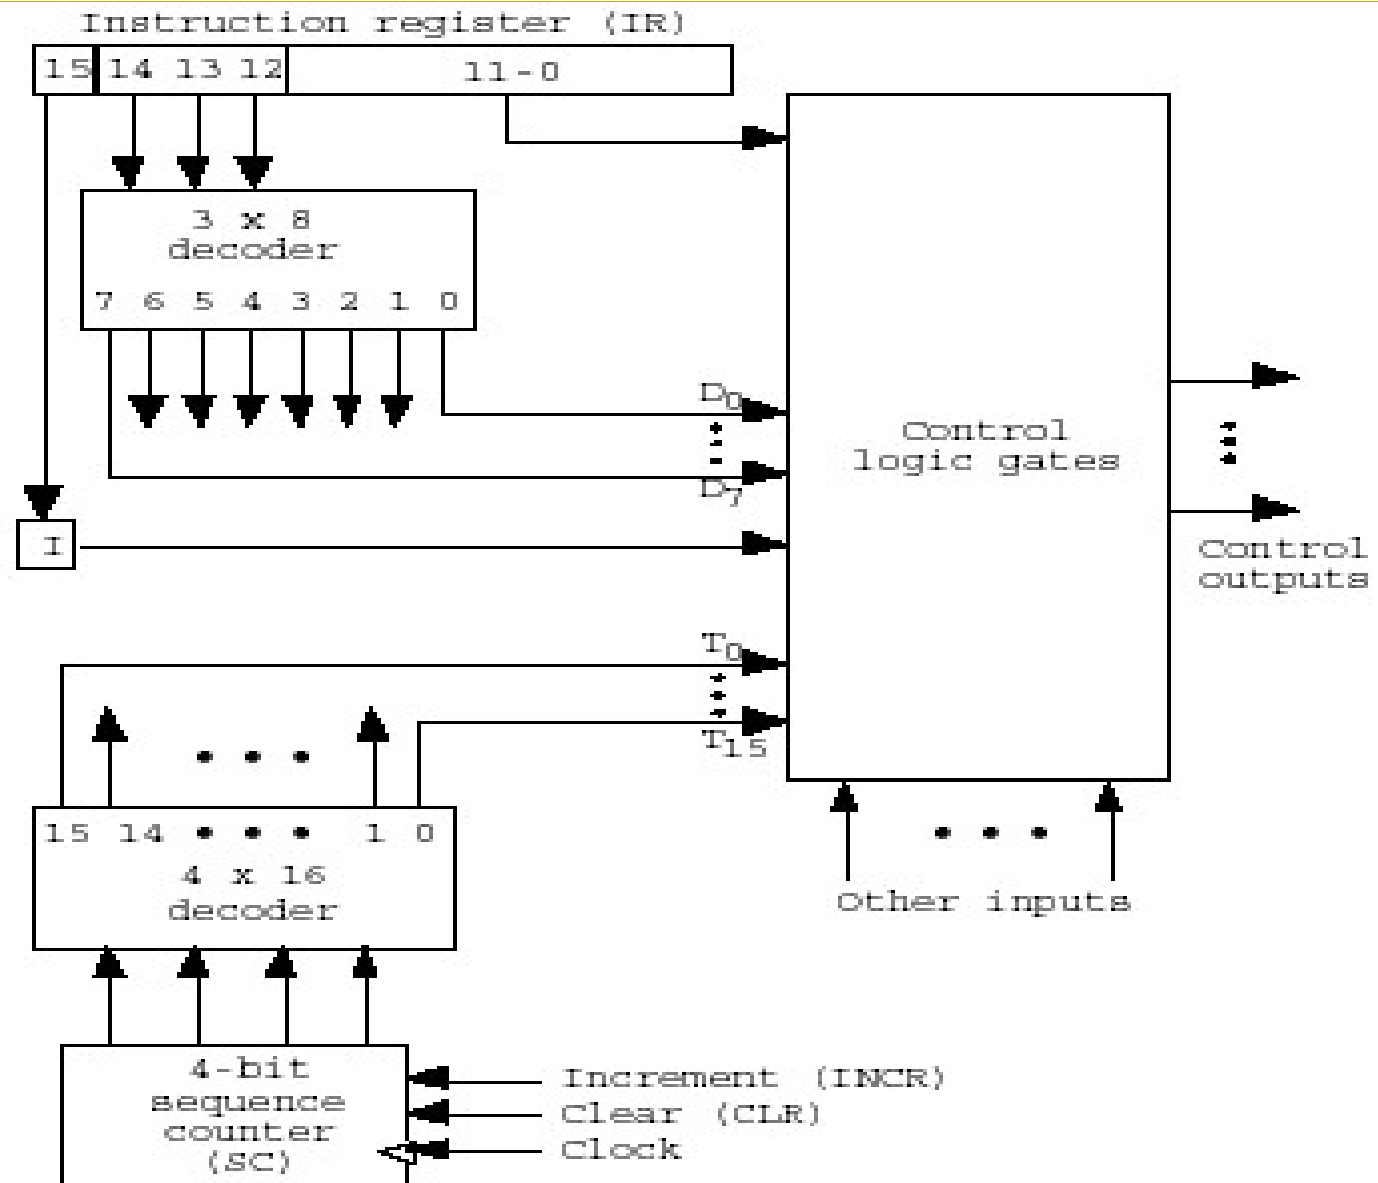 Instruction register (IR)
15 14 13 12 11-0
3 x 8
decoder
7 6 5 4 3 2 1 0
D0
D7
I
Control
logic gates
Control
outputs
T0
T15
15 14 1 0
4 x 16
decoder
Other inputs
4-bit
sequence
counter
(SC)
Increment (INCR)
Clear (CLR)
Clock